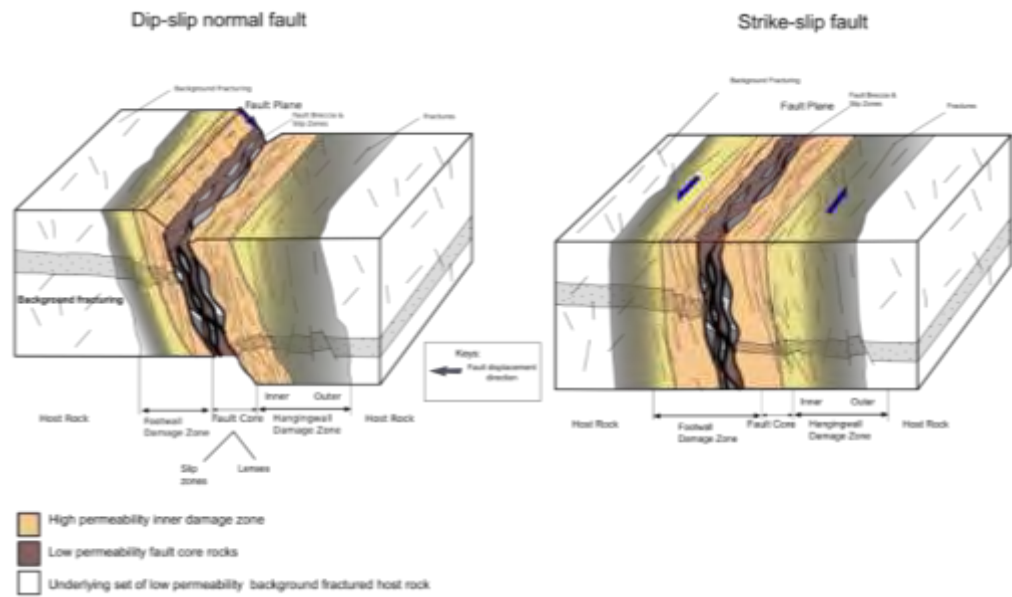 Dip-slip normal fault
Strike-slip fault
Background fracturing
Fault Plane
Fault Breccia &
Slip Zones
Fractures
Background fracturing
Keys:
Fault displacement
direction
Host Rock
Footwall
Damage Zone
Fault Core
Inner
Outer
Hangingwall
Damage Zone
Host Rock
Slip
zones
Lenses
Background Fracturing
Fault Plane
Fault Breccia &
Slip Zones
Fractures
Host Rock
Footwall
Damage Zone
Fault Core
Inner
Outer
Hangingwall
Damage Zone
Host Rock
High permeability inner damage zone
Low permeability fault core rocks
Underlying set of low permeability background fractured host rock